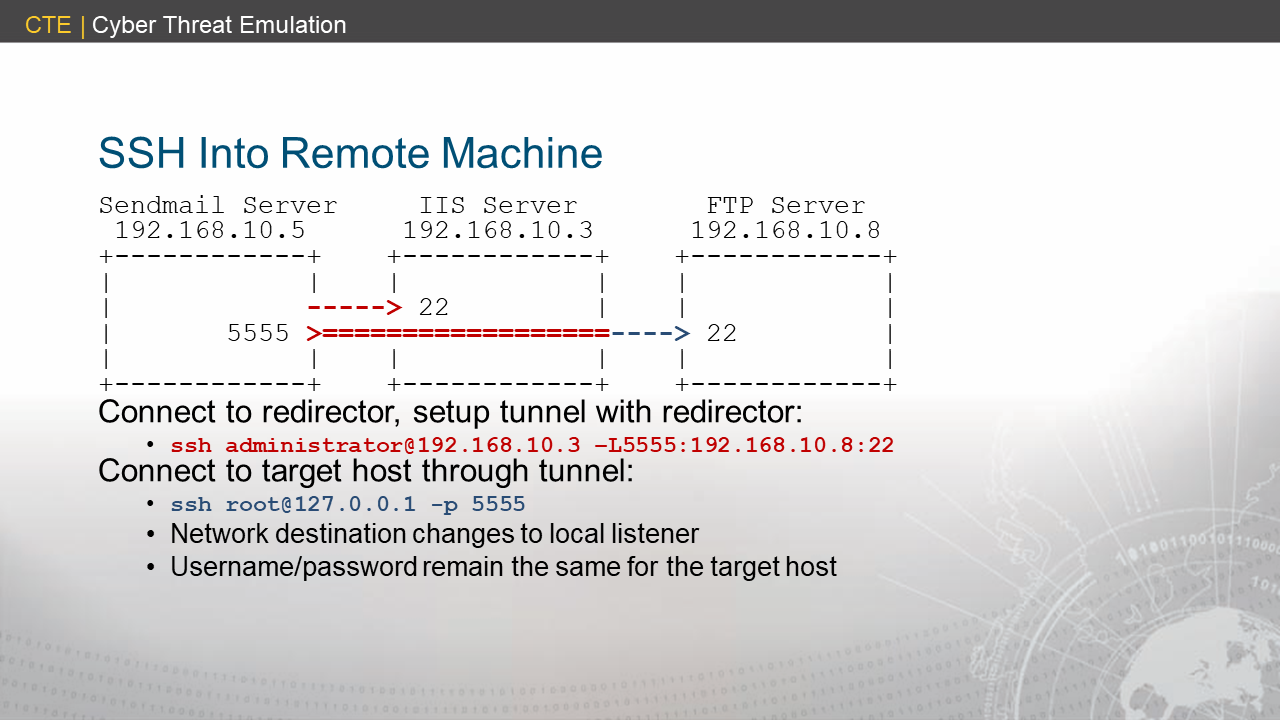 CTE | Cyber Threat Emulation
SSH Into Remote Machine
Sendmail Server     IIS Server        FTP Server
 192.168.10.5      192.168.10.3      192.168.10.8
+------------+    +------------+    +------------+
|            |    |            |    |            |
|            -----> 22         |    |            |
|       5555 >==================-----> 22         |
|            |    |            |    |            |
+------------+    +------------+    +------------+
Connect to redirector, setup tunnel with redirector:
• ssh administrator@192.168.10.3 –L5555:192.168.10.8:22
Connect to target host through tunnel:
• ssh root@127.0.0.1 -p 5555
• Network destination changes to local listener
• Username/password remain the same for the target host